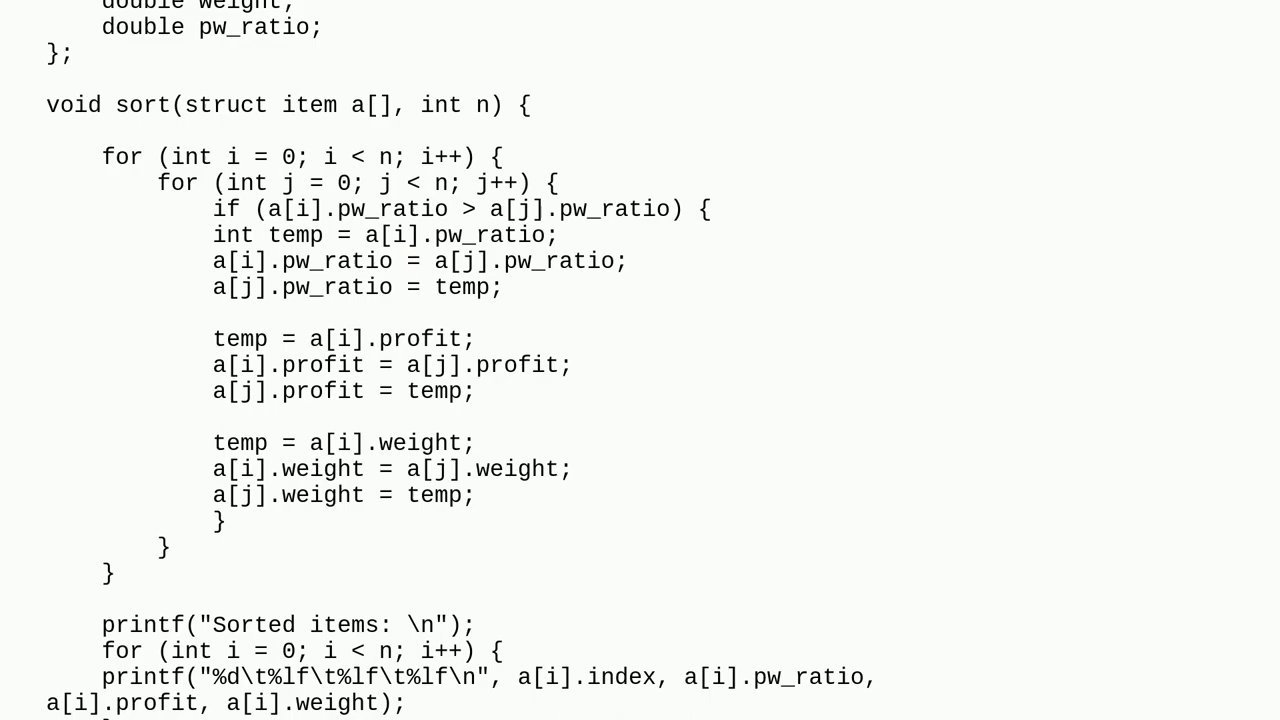 double weight;
double pw_ratio;
};
void sort(struct item a[], int n) {
for (int i = 0; i < n; i++) {
for (int j = 0; j < n; j++) {
if (a[i].pw_ratio > a[j].pw_ratio) {
int temp = a[i].pw_ratio;
a[i].pw_ratio = a[j].pw_ratio;
a[j].pw_ratio = temp;
temp = a[i].profit;
a[i].profit = a[j].profit;
a[j].profit = temp;
temp = a[i].weight;
a[i].weight = a[j].weight;
a[j].weight = temp;
}
}
}
printf("Sorted items: \n");
for (int i = 0; i < n; i++) {
printf("%d\t%lf\t%lf\t%lf\n", a[i].index, a[i].pw_ratio,
a[i].profit, a[i].weight);